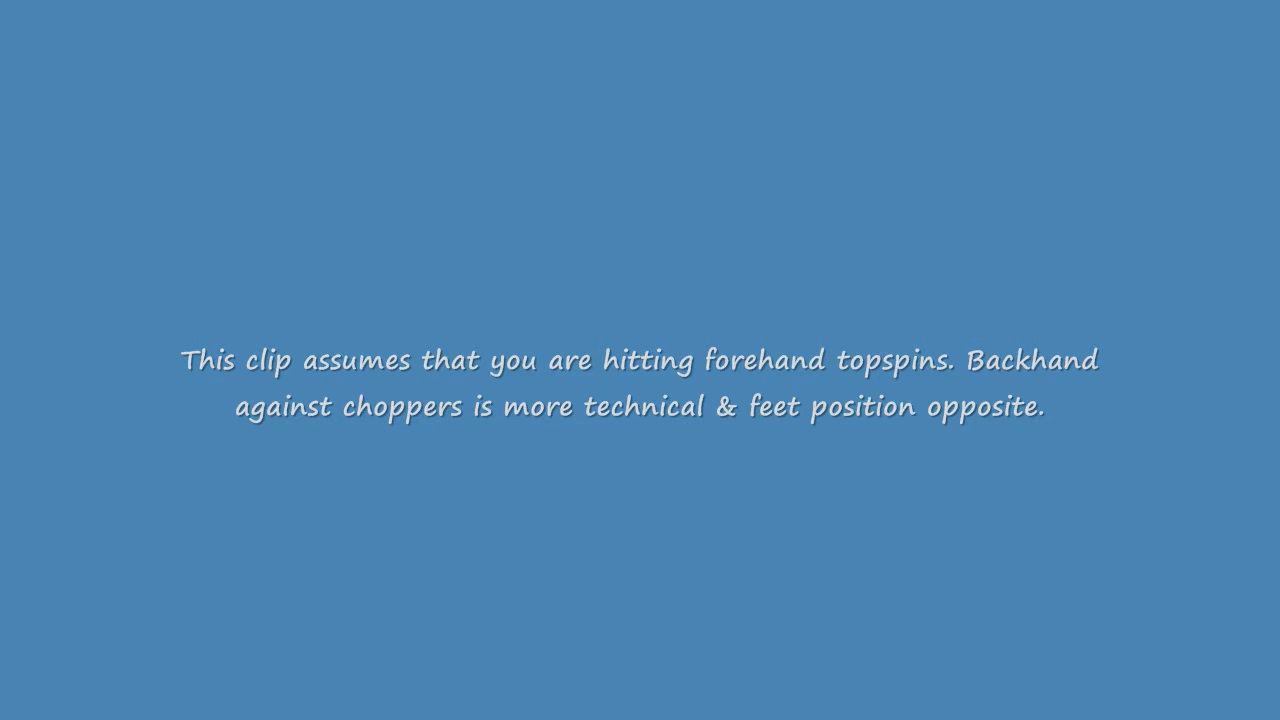 This clip assumes that you are hitting forehand topspins. Backhand
against choppers is more technical & feet position opposite.